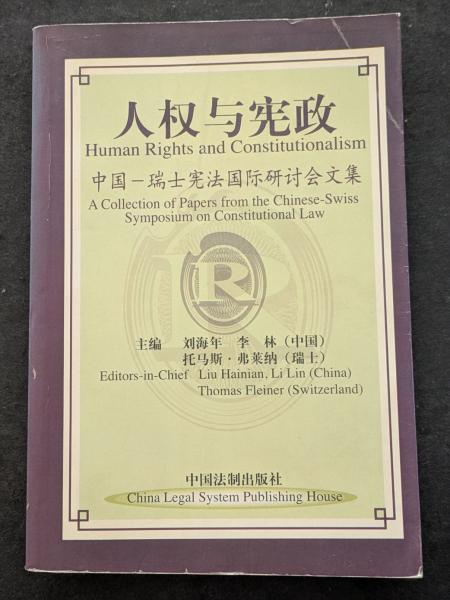 人权与宪政
Human Rights and Constitutionalism
中国－瑞士宪法国际研讨会文集
A Collection of Papers from the Chinese-Swiss
Symposium on Constitutional Law
R
主编 刘海年 李 林（中国）
托马斯·弗莱纳（瑞士）
Editors-in-Chief Liu Hainian, Li Lin (China)
Thomas Fleiner (Switzerland)
中国法制出版社
China Legal System Publishing House